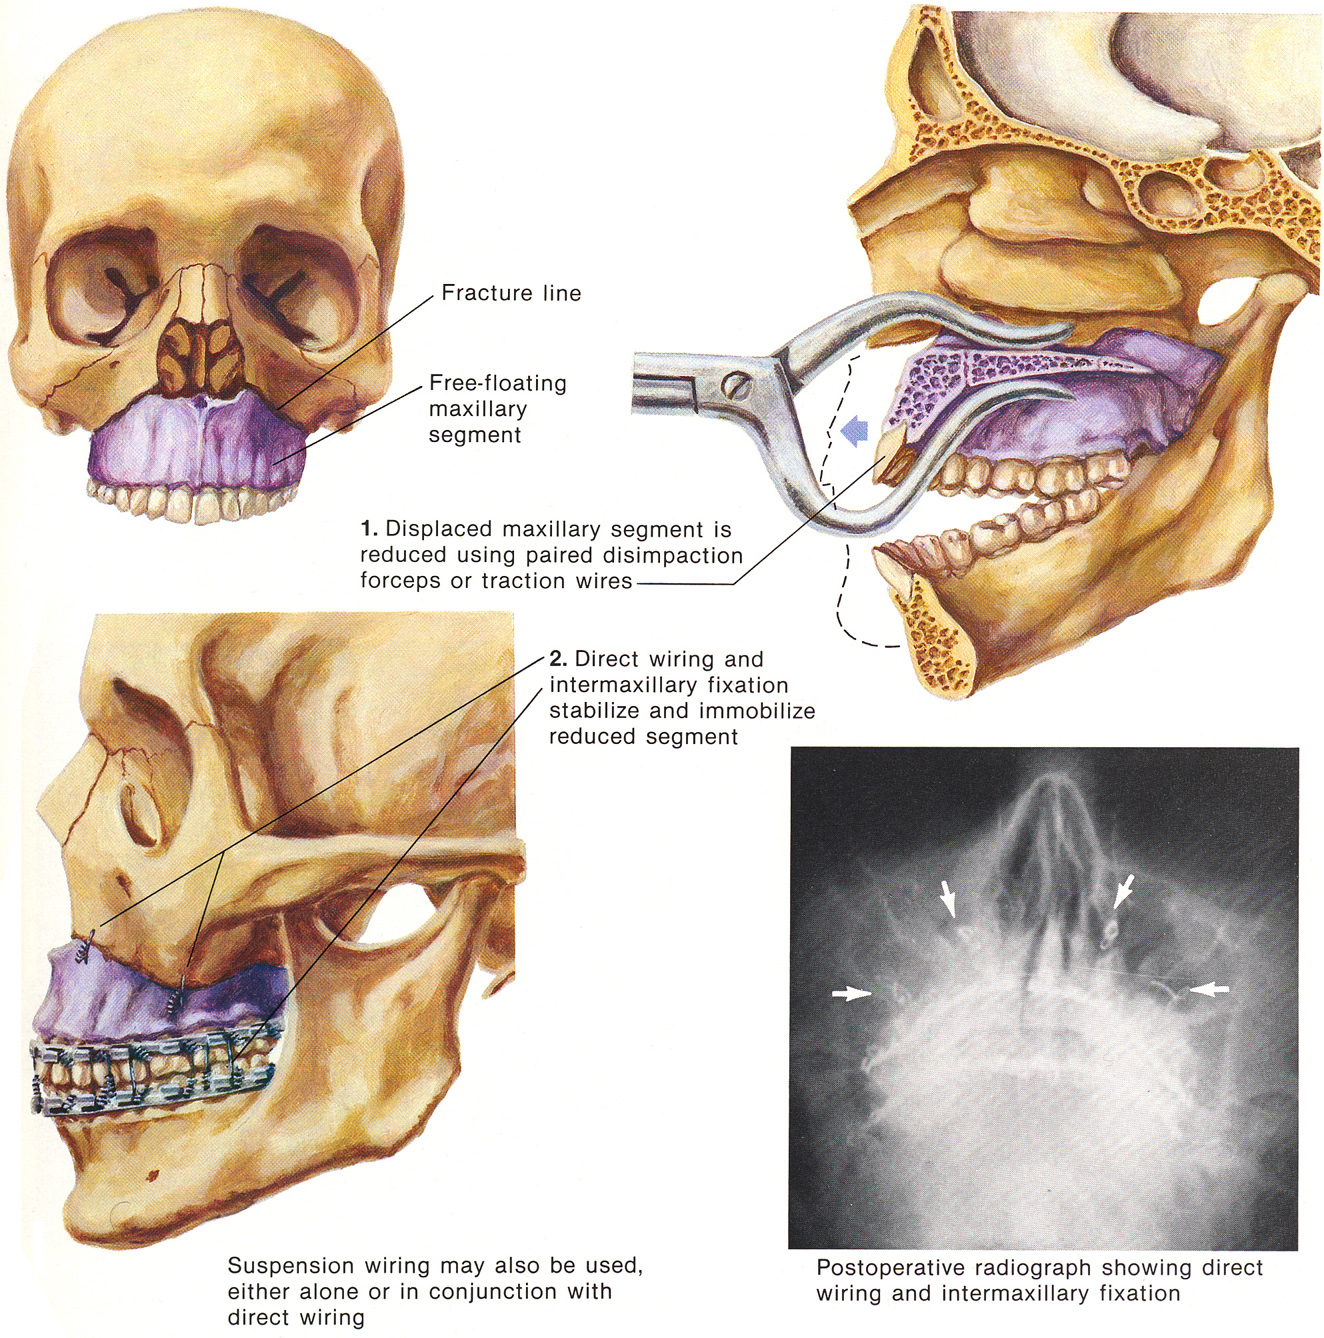 Fracture line
Free-floating
maxillary
segment
1. Displaced maxillary segment is
reduced using paired disimpaction
forceps or traction wires
2. Direct wiring and
intermaxillary fixation
stabilize and immobilize
reduced segment
Suspension wiring may also be used,
either alone or in conjunction with
direct wiring
Postoperative radiograph showing direct
wiring and intermaxillary fixation